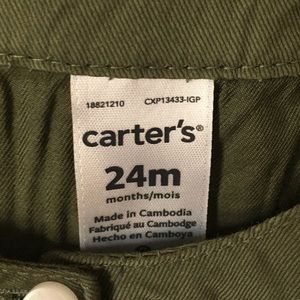 18821210 CXP13433-IGP
carter's®
24m
months/mois
Made in Cambodia
Fabriqué au Cambodge
Hecho en Camboya